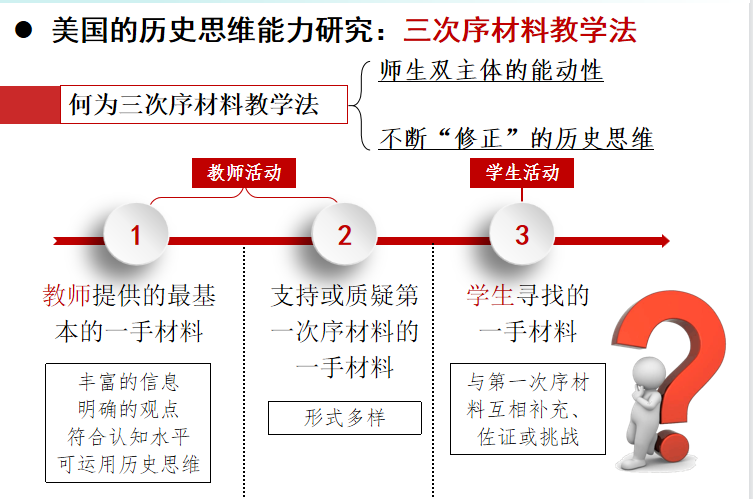 ● 美国的历史思维能力研究：三次序材料教学法
师生双主体的能动性
何为三次序材料教学法
不断“修正”的历史思维
教师活动
学生活动
1
2
3
教师提供的最基
本的一手材料
支持或质疑第
一次序材料的
一手材料
学生寻找的
一手材料
丰富的信息
明确的观点
符合认知水平
可运用历史思维
形式多样
与第一次序材
料互相补充、
佐证或挑战